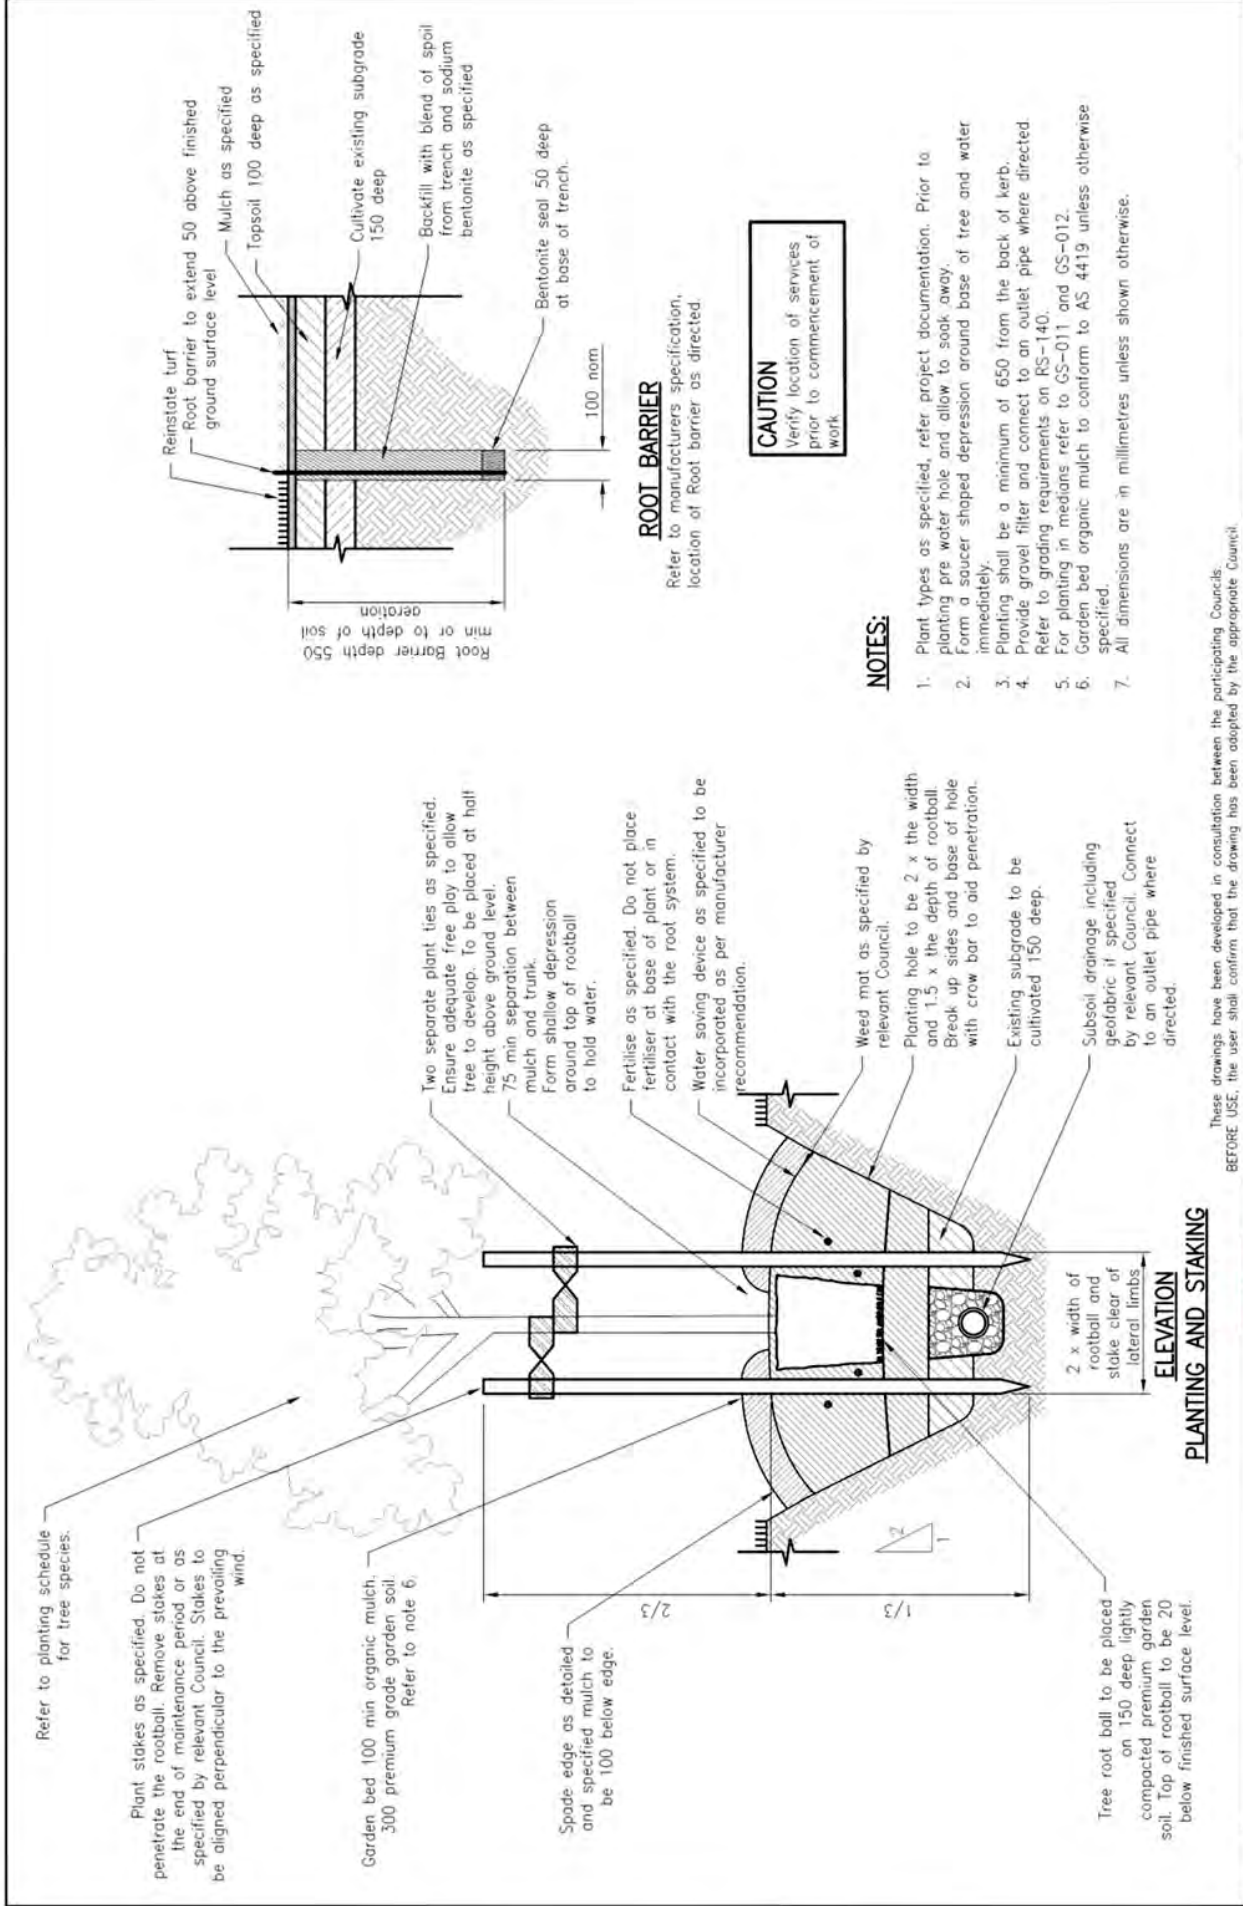 Refer to planting schedule
for tree species.
Plant stakes as specified. Do not
penetrate the rootball. Remove stakes at
the end of maintenance period or as
specified by relevant Council. Stakes to
be aligned perpendicular to the prevailing
wind.
Garden bed 100 min organic mulch.
300 premium grade garden soil.
Refer to note 6.
Spade edge as detailed
and specified mulch to
be 100 below edge.
Tree root ball to be placed
on 150 deep lightly
compacted premium garden
soil. Top of rootball to be 20
below finished surface level.
2/3
1/3
2
1
Two separate plant ties as specified.
Ensure adequate free play to allow
tree to develop. To be placed at half
height above ground level.
75 min separation between
mulch and trunk.
Form shallow depression
around top of rootball
to hold water.
Fertilise as specified. Do not place
fertiliser at base of plant or in
contact with the root system.
Water saving device as specified to be
incorporated as per manufacturer
recommendation.
Weed mat as specified by
relevant Council.
Planting hole to be 2 x the width
and 1.5 x the depth of rootball.
Break up sides and base of hole
with crow bar to aid penetration.
Existing subgrade to be
cultivated 150 deep.
Subsoil drainage including
geofabric if specified
by relevant Council. Connect
to an outlet pipe where
directed.
2 x width of
rootball and
stake clear of
lateral limbs
ELEVATION
PLANTING AND STAKING
Reinstate turf
Root barrier to extend 50 above finished
ground surface level
Mulch as specified
Topsoil 100 deep as specified
Cultivate existing subgrade
150 deep
Backfill with blend of spoil
from trench and sodium
bentonite as specified
Bentonite seal 50 deep
at base of trench.
Root Barrier depth 550
min or to depth of soil
aeration
100 nom
ROOT BARRIER
Refer to manufacturers specification,
location of Root barrier as directed.
CAUTION
Verify location of services
prior to commencement of
work
NOTES:
1. Plant types as specified, refer project documentation. Prior to
planting pre water hole and allow to soak away.
2. Form a saucer shaped depression around base of tree and water
immediately.
3. Planting shall be a minimum of 650 from the back of kerb.
4. Provide gravel filter and connect to an outlet pipe where directed.
Refer to grading requirements on RS-140.
5. For planting in medians refer to GS-011 and GS-012.
6. Garden bed organic mulch to conform to AS 4419 unless otherwise
specified.
7. All dimensions are in millimetres unless shown otherwise.
These drawings have been developed in consultation between the participating Councils.
BEFORE USE, the user shall confirm that the drawing has been adopted by the appropriate Council.